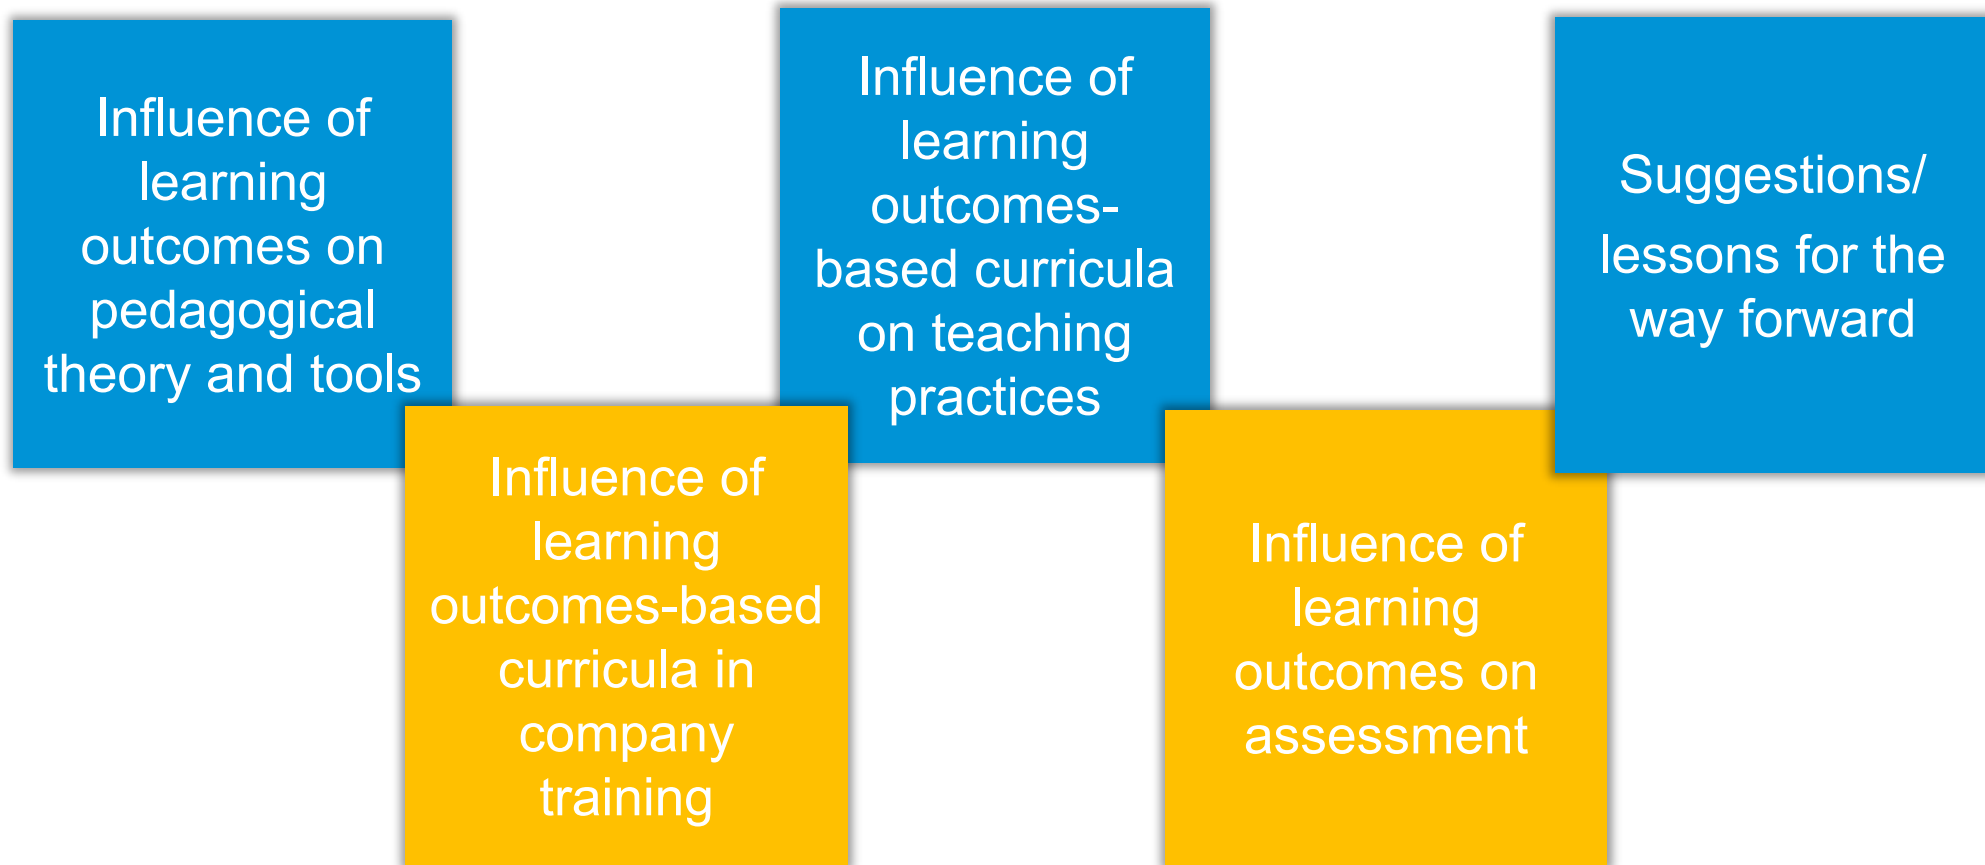 Influence of
learning
outcomes on
pedagogical
theory and tools
Influence of
learning
outcomes-based
curricula in
company
training
Influence of
learning
outcomes-
based curricula
on teaching
practices
Influence of
learning
outcomes on
assessment
Suggestions/
lessons for the
way forward